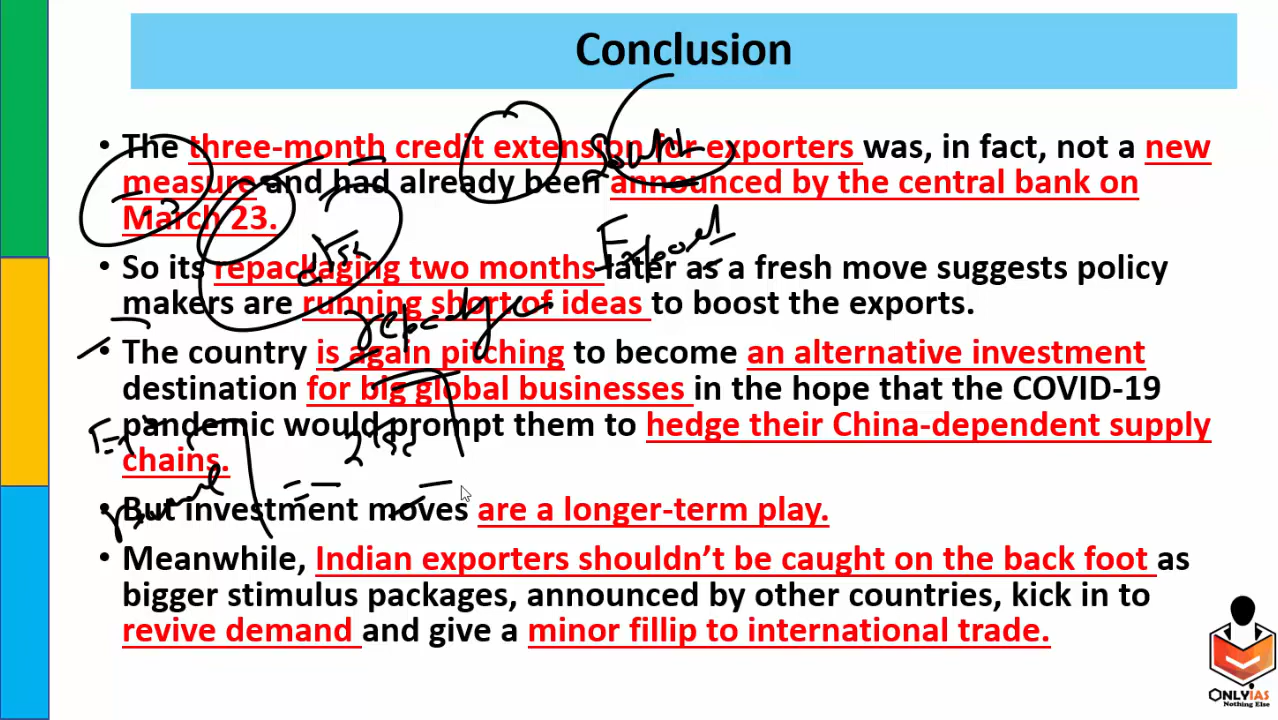 Conclusion
• The three-month credit extension for exporters was, in fact, not a new
measure and had already been announced by the central bank on
March 23.
• So its repackaging two months later as a fresh move suggests policy
makers are running short of ideas to boost the exports.
• The country is again pitching to become an alternative investment
destination for big global businesses in the hope that the COVID-19
pandemic would prompt them to hedge their China-dependent supply
chains.
• But investment moves are a longer-term play.
• Meanwhile, Indian exporters shouldn't be caught on the back foot as
bigger stimulus packages, announced by other countries, kick in to
revive demand and give a minor fillip to international trade.
ONLYIAS
Nothing Else